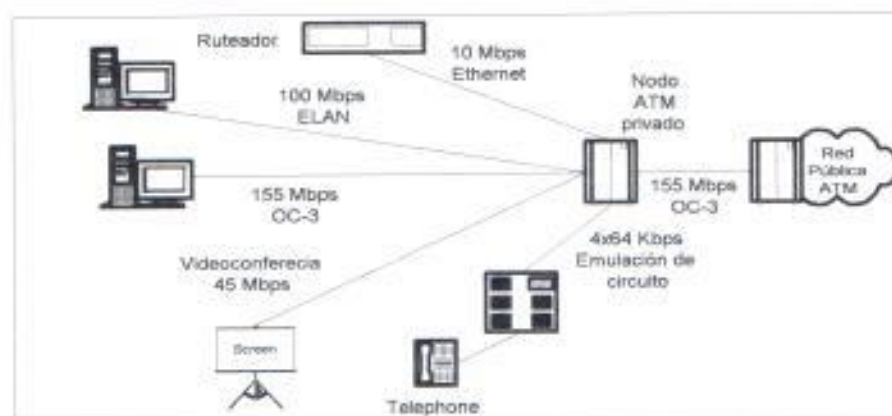 Ruteador
10 Mbps
Ethernet
100 Mbps
ELAN
Nodo
ATM
privado
155 Mbps
OC-3
155 Mbps
OC-3
Red
Pública
ATM
Videoconferecia
45 Mbps
4x64 Kbps
Emulación de
circuito
Screen
Telephone